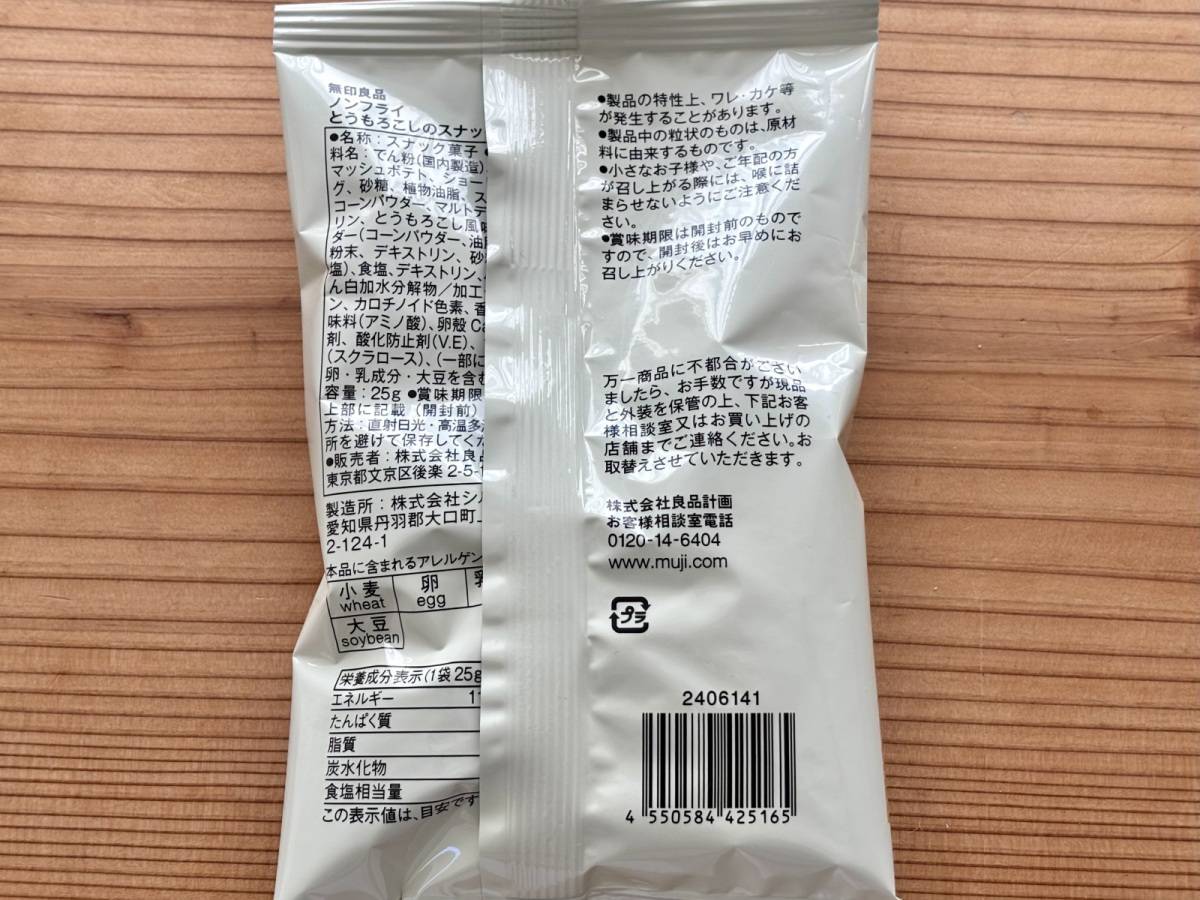 無印良品
ノンフライ
とうもろこしのスナッ
●名称：スナック菓子
料名：でん粉(国内製造)
マッシュポテト、ショー
グ、砂糖、植物油脂、ス
コーンパウダー、マルトデ
リン、とうもろこし風味
ダー(コーンパウダー、油
粉末、デキストリン、砂
塩)、食塩、デキストリン、
ん白加水分解物／加工
ン、カロチノイド色素、香
味料(アミノ酸)、卵殻Ca
剤、酸化防止剤(V.E)、
(スクラロース)、(一部に
卵・乳成分・大豆を含む
容量：25g ●賞味期限
上部に記載（開封前）
方法：直射日光・高温多
所を避けて保存してくだ
●販売者：株式会社良品
東京都文京区後楽2-5-1
製造所：株式会社シ
愛知県丹羽郡大口町
2-124-1
本品に含まれるアレルゲン
小麦 卵 乳
wheat egg
大豆
soybean
栄養成分表示(1袋25g
エネルギー 1
たんぱく質
脂質
炭水化物
食塩相当量
この表示値は、目安です
●製品の特性上、ワレ・カケ等
が発生することがあります。
●製品中の粒状のものは、原材
料に由来するものです。
●小さなお子様や、ご年配の方
が召し上がる際には、喉に詰
まらせないようにご注意くだ
さい。
●賞味期限は開封前のもので
すので、開封後はお早めにお
召し上がりください。
万一商品に不都合がござい
ましたら、お手数ですが現品
と外装を保管の上、下記お客
様相談室又はお買い上げの
店舗までご連絡ください。お
取替えさせていただきます。
株式会社良品計画
お客様相談室電話
0120-14-6404
www.muji.com
プラ
2406141
4 550584 425165